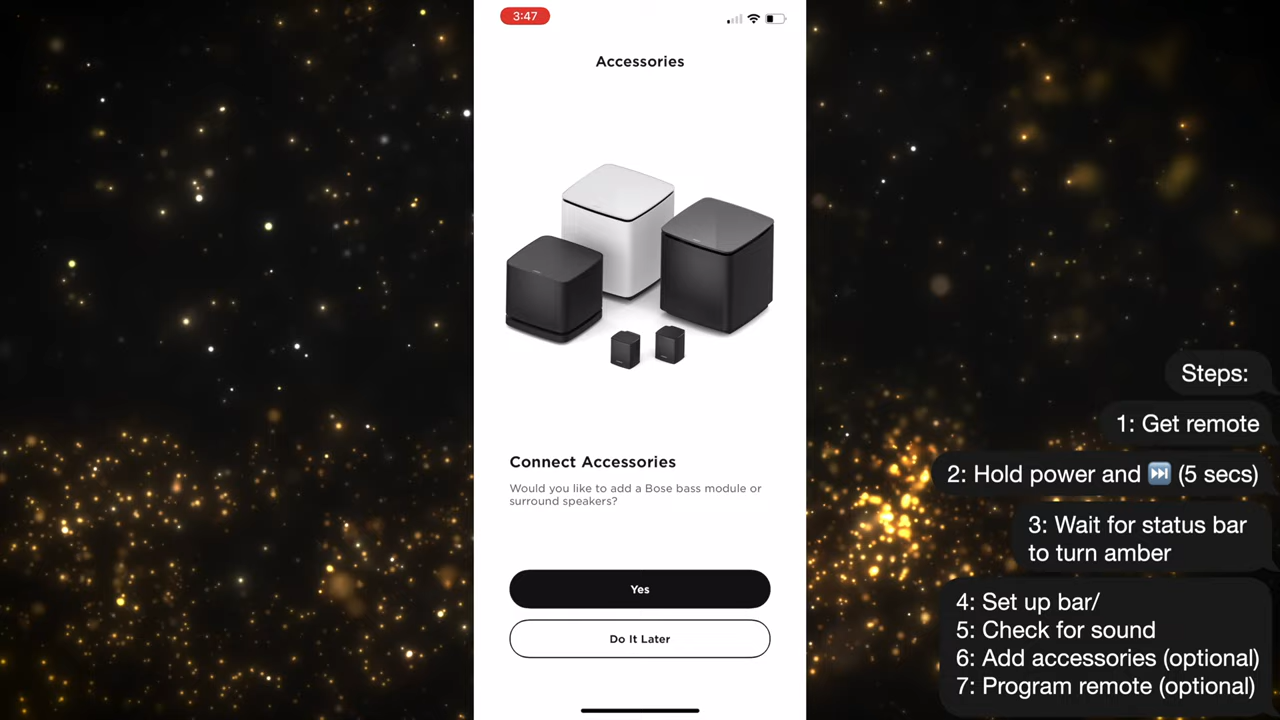 3:47
Accessories
Connect Accessories
Would you like to add a Bose bass module or
surround speakers?
Yes
Do It Later
Steps:
1: Get remote
2: Hold power and ⏭️ (5 secs)
3: Wait for status bar
to turn amber
4: Set up bar/
5: Check for sound
6: Add accessories (optional)
7: Program remote (optional)